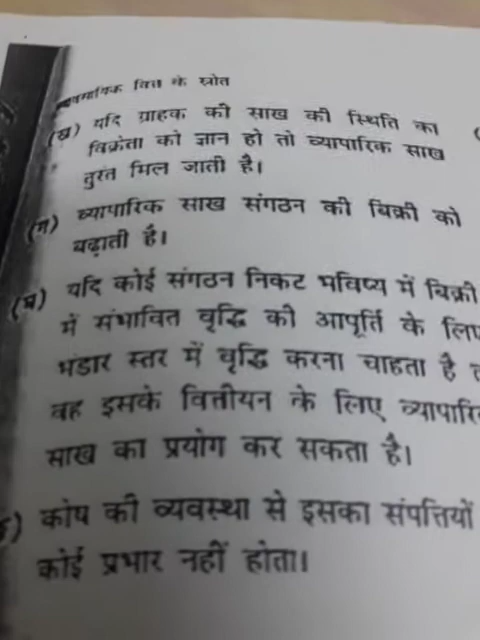 वित्त के स्रोत
(ख) यदि ग्राहक की साख की स्थिति का
विक्रेता को ज्ञान हो तो व्यापारिक साख
तुरंत मिल जाती है।
(ग) व्यापारिक साख संगठन की बिक्री को
बढ़ाती है।
(घ) यदि कोई संगठन निकट भविष्य में बिक्री
में संभावित वृद्धि की आपूर्ति के लिए
भंडार स्तर में वृद्धि करना चाहता है
वह इसके वित्तीयन के लिए व्यापारि
साख का प्रयोग कर सकता है।
कोष की व्यवस्था से इसका संपत्तियों
कोई प्रभार नहीं होता।